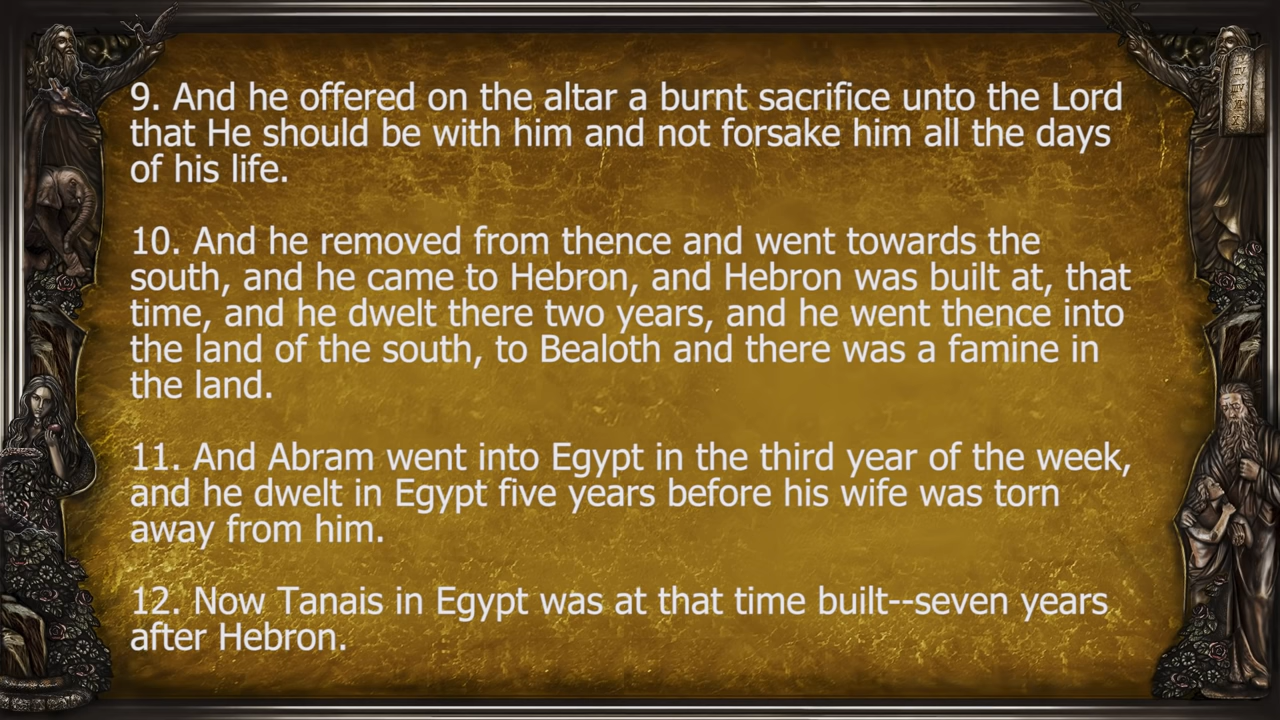 9. And he offered on the altar a burnt sacrifice unto the Lord
that He should be with him and not forsake him all the days
of his life.
10. And he removed from thence and went towards the
south, and he came to Hebron, and Hebron was built at, that
time, and he dwelt there two years, and he went thence into
the land of the south, to Bealoth and there was a famine in
the land.
11. And Abram went into Egypt in the third year of the week,
and he dwelt in Egypt five years before his wife was torn
away from him.
12. Now Tanais in Egypt was at that time built--seven years
after Hebron.